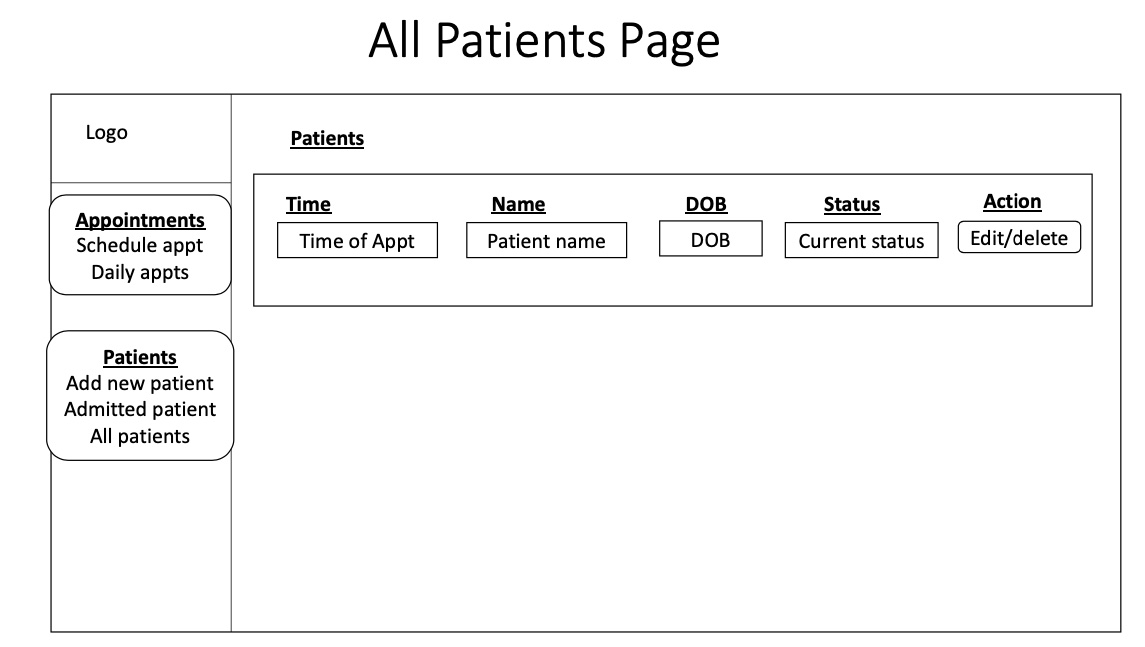 All Patients Page
Logo
Appointments
Schedule appt
Daily appts
Patients
Add new patient
Admitted patient
All patients
Patients
Time Name DOB Status Action
Time of Appt Patient name DOB Current status Edit/delete